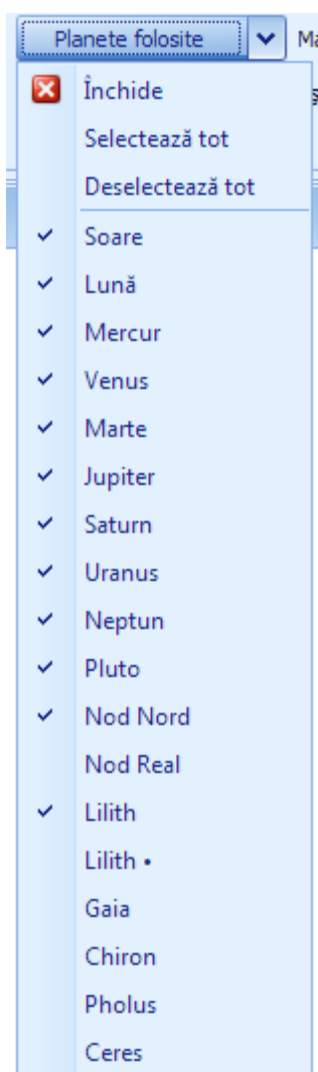 Planete folosite
Închide
Selectează tot
Deselectează tot
Soare
Lună
Mercur
Venus
Marte
Jupiter
Saturn
Uranus
Neptun
Pluto
Nod Nord
Nod Real
Lilith
Lilith •
Gaia
Chiron
Pholus
Ceres